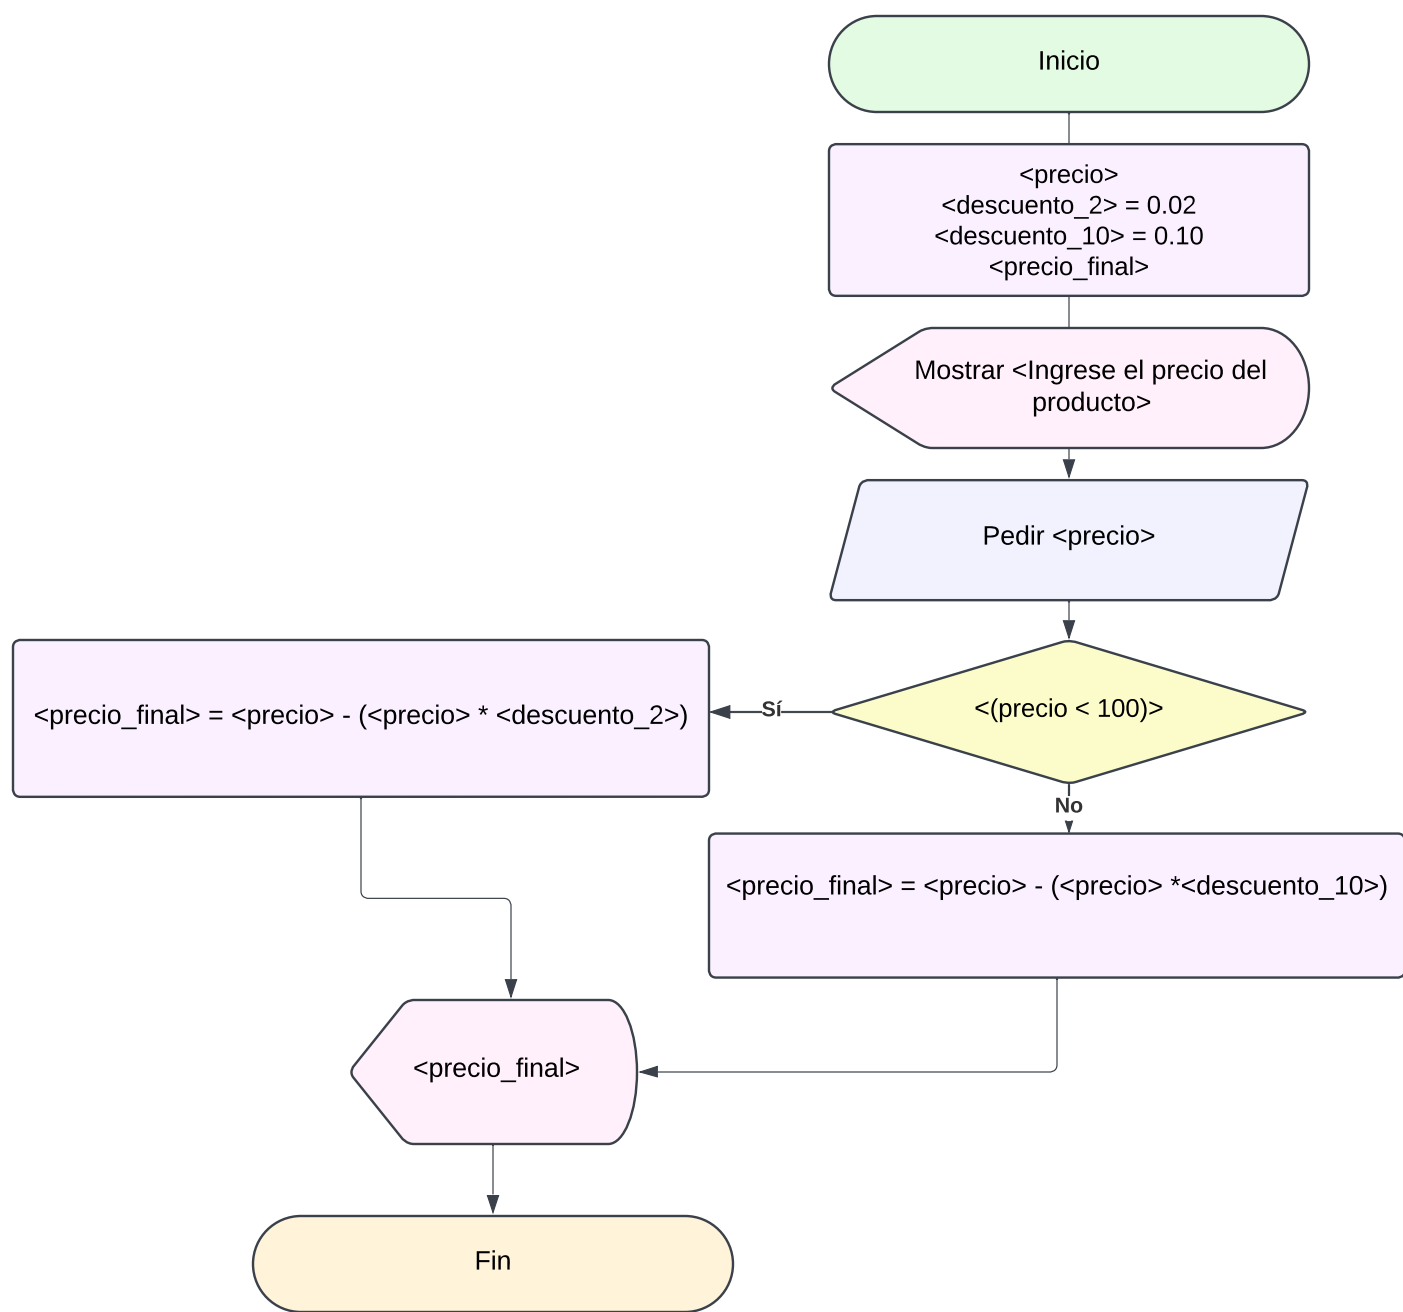 Inicio
<precio>
<descuento_2> = 0.02
<descuento_10> = 0.10
<precio_final>
Mostrar <Ingrese el precio del
producto>
Pedir <precio>
<(precio < 100)>
Sí
<precio_final> = <precio> - (<precio> * <descuento_2>)
No
<precio_final> = <precio> - (<precio> *<descuento_10>)
<precio_final>
Fin